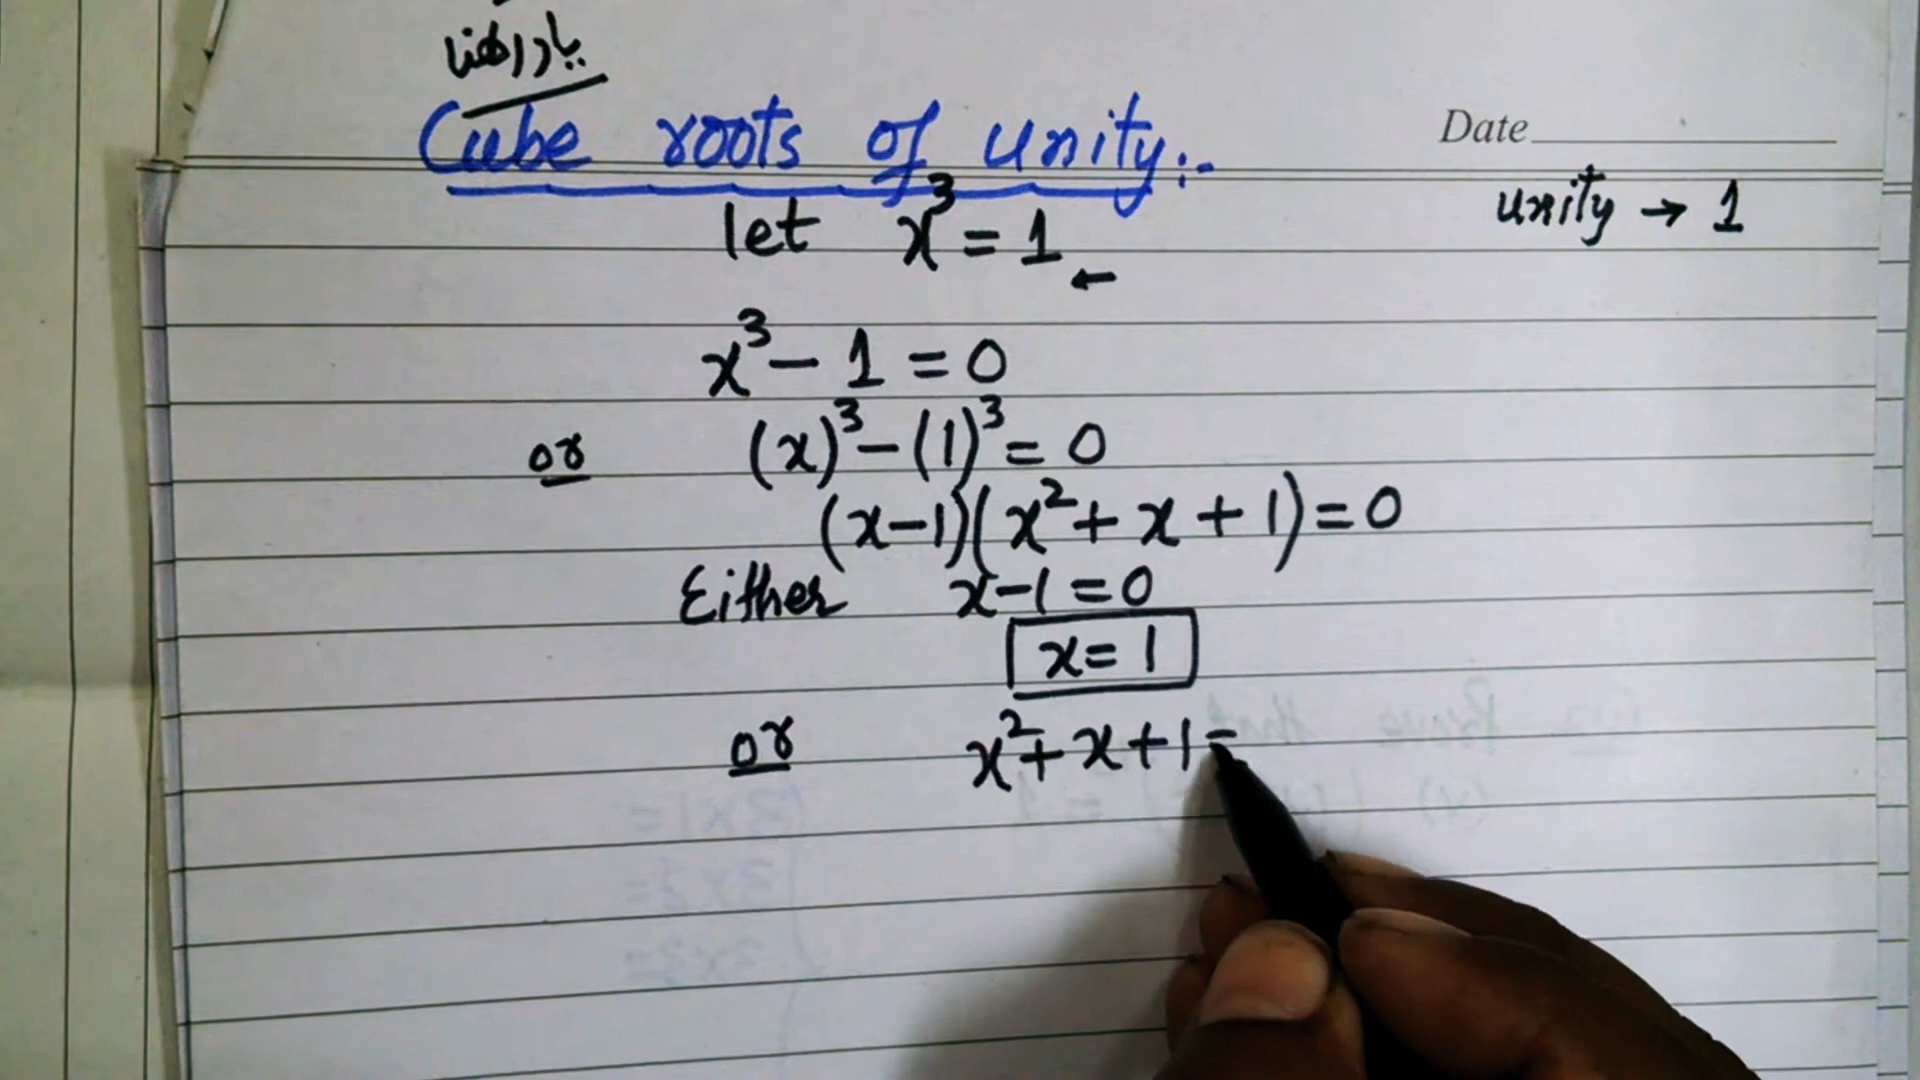 یاد رکھنا
Cube roots of unity:-
Date
unity → 1
let x³ = 1 ←
x³ - 1 = 0
or (x)³ - (1)³ = 0
(x-1)(x² + x + 1) = 0
Either x-1 = 0
x = 1
or x² + x + 1 =